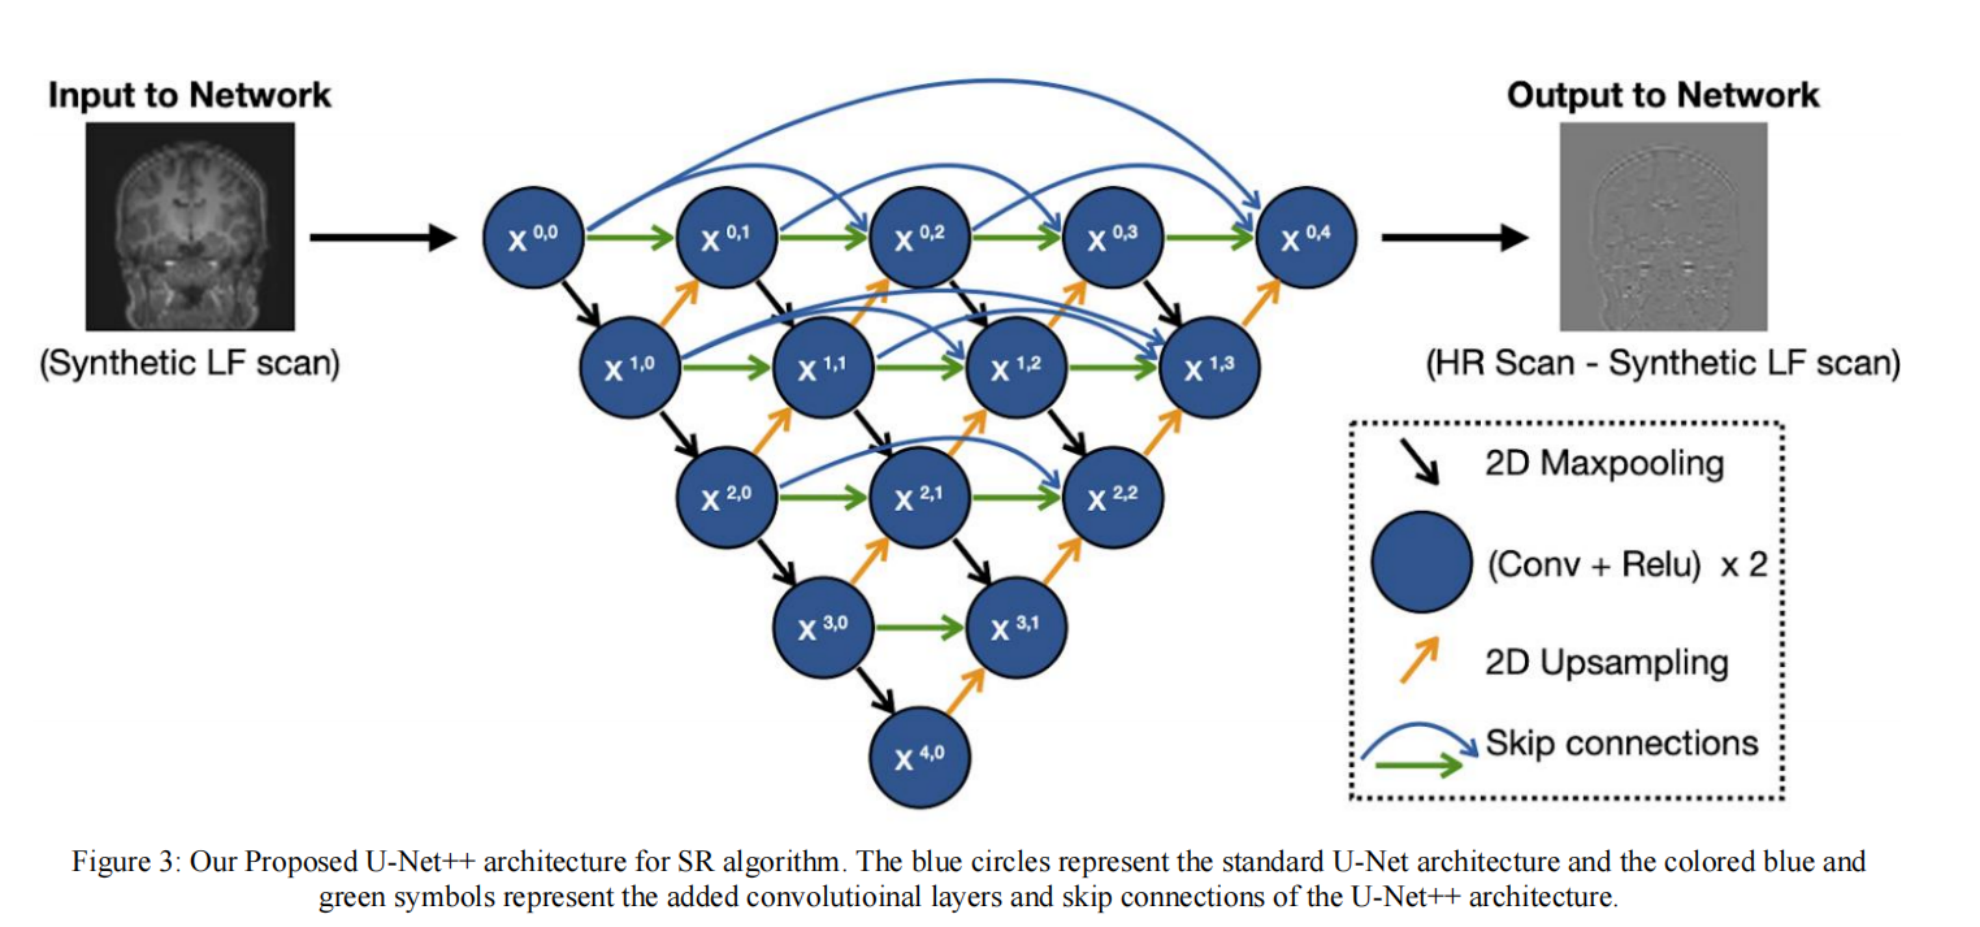 Input to Network
Output to Network
(Synthetic LF scan)
(HR Scan - Synthetic LF scan)
X 0,0
X 0,1
X 0,2
X 0,3
X 0,4
X 1,0
X 1,1
X 1,2
X 1,3
X 2,0
X 2,1
X 2,2
X 3,0
X 3,1
X 4,0
2D Maxpooling
(Conv + Relu) x 2
2D Upsampling
Skip connections
Figure 3: Our Proposed U-Net++ architecture for SR algorithm. The blue circles represent the standard U-Net architecture and the colored blue and
green symbols represent the added convolutioinal layers and skip connections of the U-Net++ architecture.